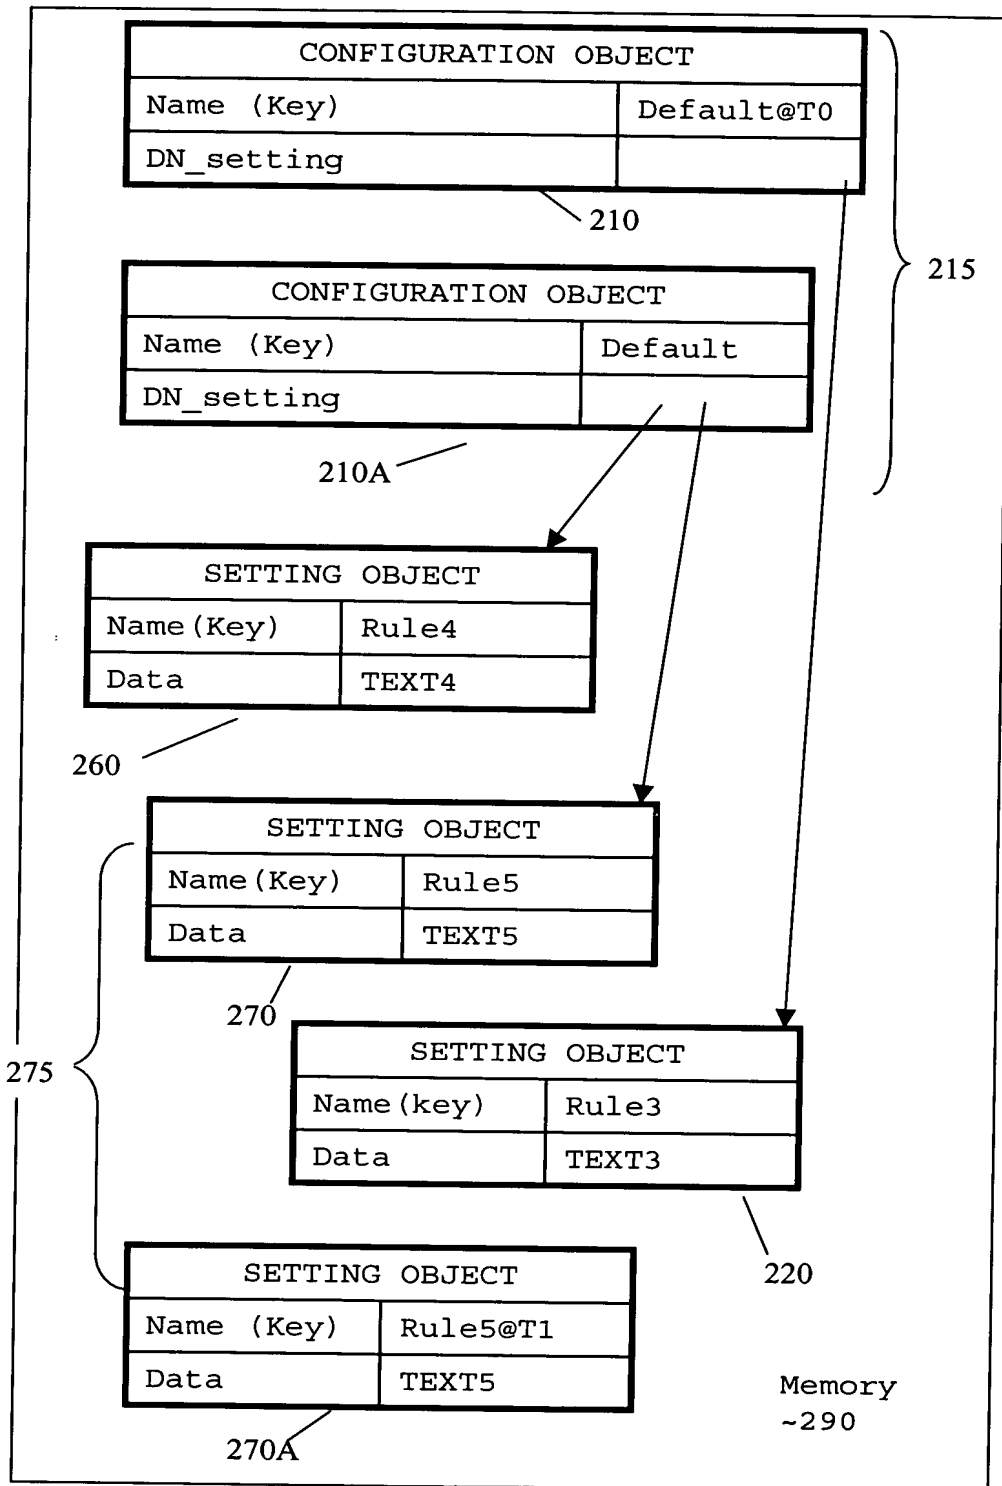 CONFIGURATION OBJECT
Name (Key) Default@T0
DN_setting
210
215
CONFIGURATION OBJECT
Name (Key) Default
DN_setting
210A
SETTING OBJECT
Name(Key) Rule4
Data TEXT4
260
SETTING OBJECT
Name(Key) Rule5
Data TEXT5
270
275
SETTING OBJECT
Name(key) Rule3
Data TEXT3
220
SETTING OBJECT
Name (Key) Rule5@T1
Data TEXT5
270A
Memory
~290